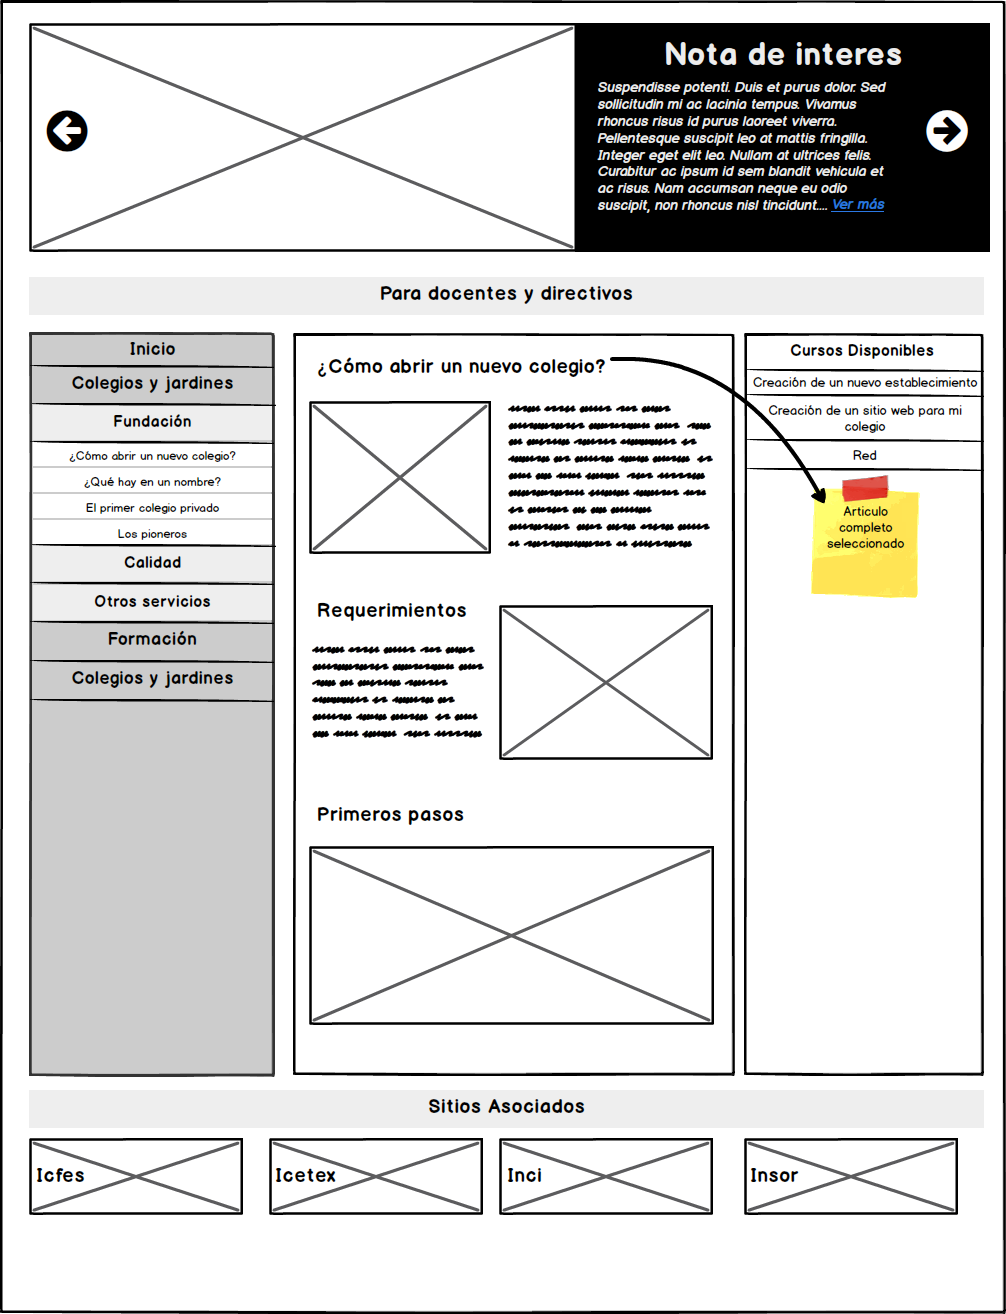 Nota de interes
Suspendisse potenti. Duis et purus dolor. Sed
sollicitudin mi ac lacinia tempus. Vivamus
rhoncus risus id purus laoreet viverra.
Pellentesque suscipit leo at mattis fringilla.
Integer eget elit leo. Nullam at ultrices felis.
Curabitur ac ipsum id sem blandit vehicula et
ac risus. Nam accumsan neque eu odio
suscipit, non rhoncus nisl tincidunt.... Ver más
Para docentes y directivos
Inicio
Colegios y jardines
Fundación
¿Cómo abrir un nuevo colegio?
¿Qué hay en un nombre?
El primer colegio privado
Los pioneros
Calidad
Otros servicios
Formación
Colegios y jardines
¿Cómo abrir un nuevo colegio?
Requerimientos
Primeros pasos
Cursos Disponibles
Creación de un nuevo establecimiento
Creación de un sitio web para mi
colegio
Red
Articulo
completo
seleccionado
Sitios Asociados
Icfes
Icetex
Inci
Insor